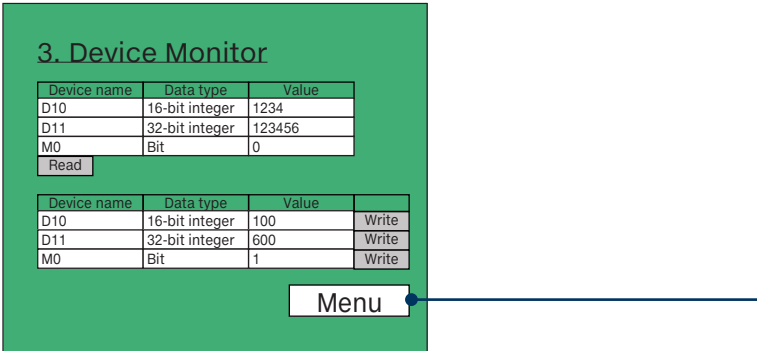 3. Device Monitor
Device name Data type Value
D10 16-bit integer 1234
D11 32-bit integer 123456
M0 Bit 0
Read
Device name Data type Value
D10 16-bit integer 100 Write
D11 32-bit integer 600 Write
M0 Bit 1 Write
Menu